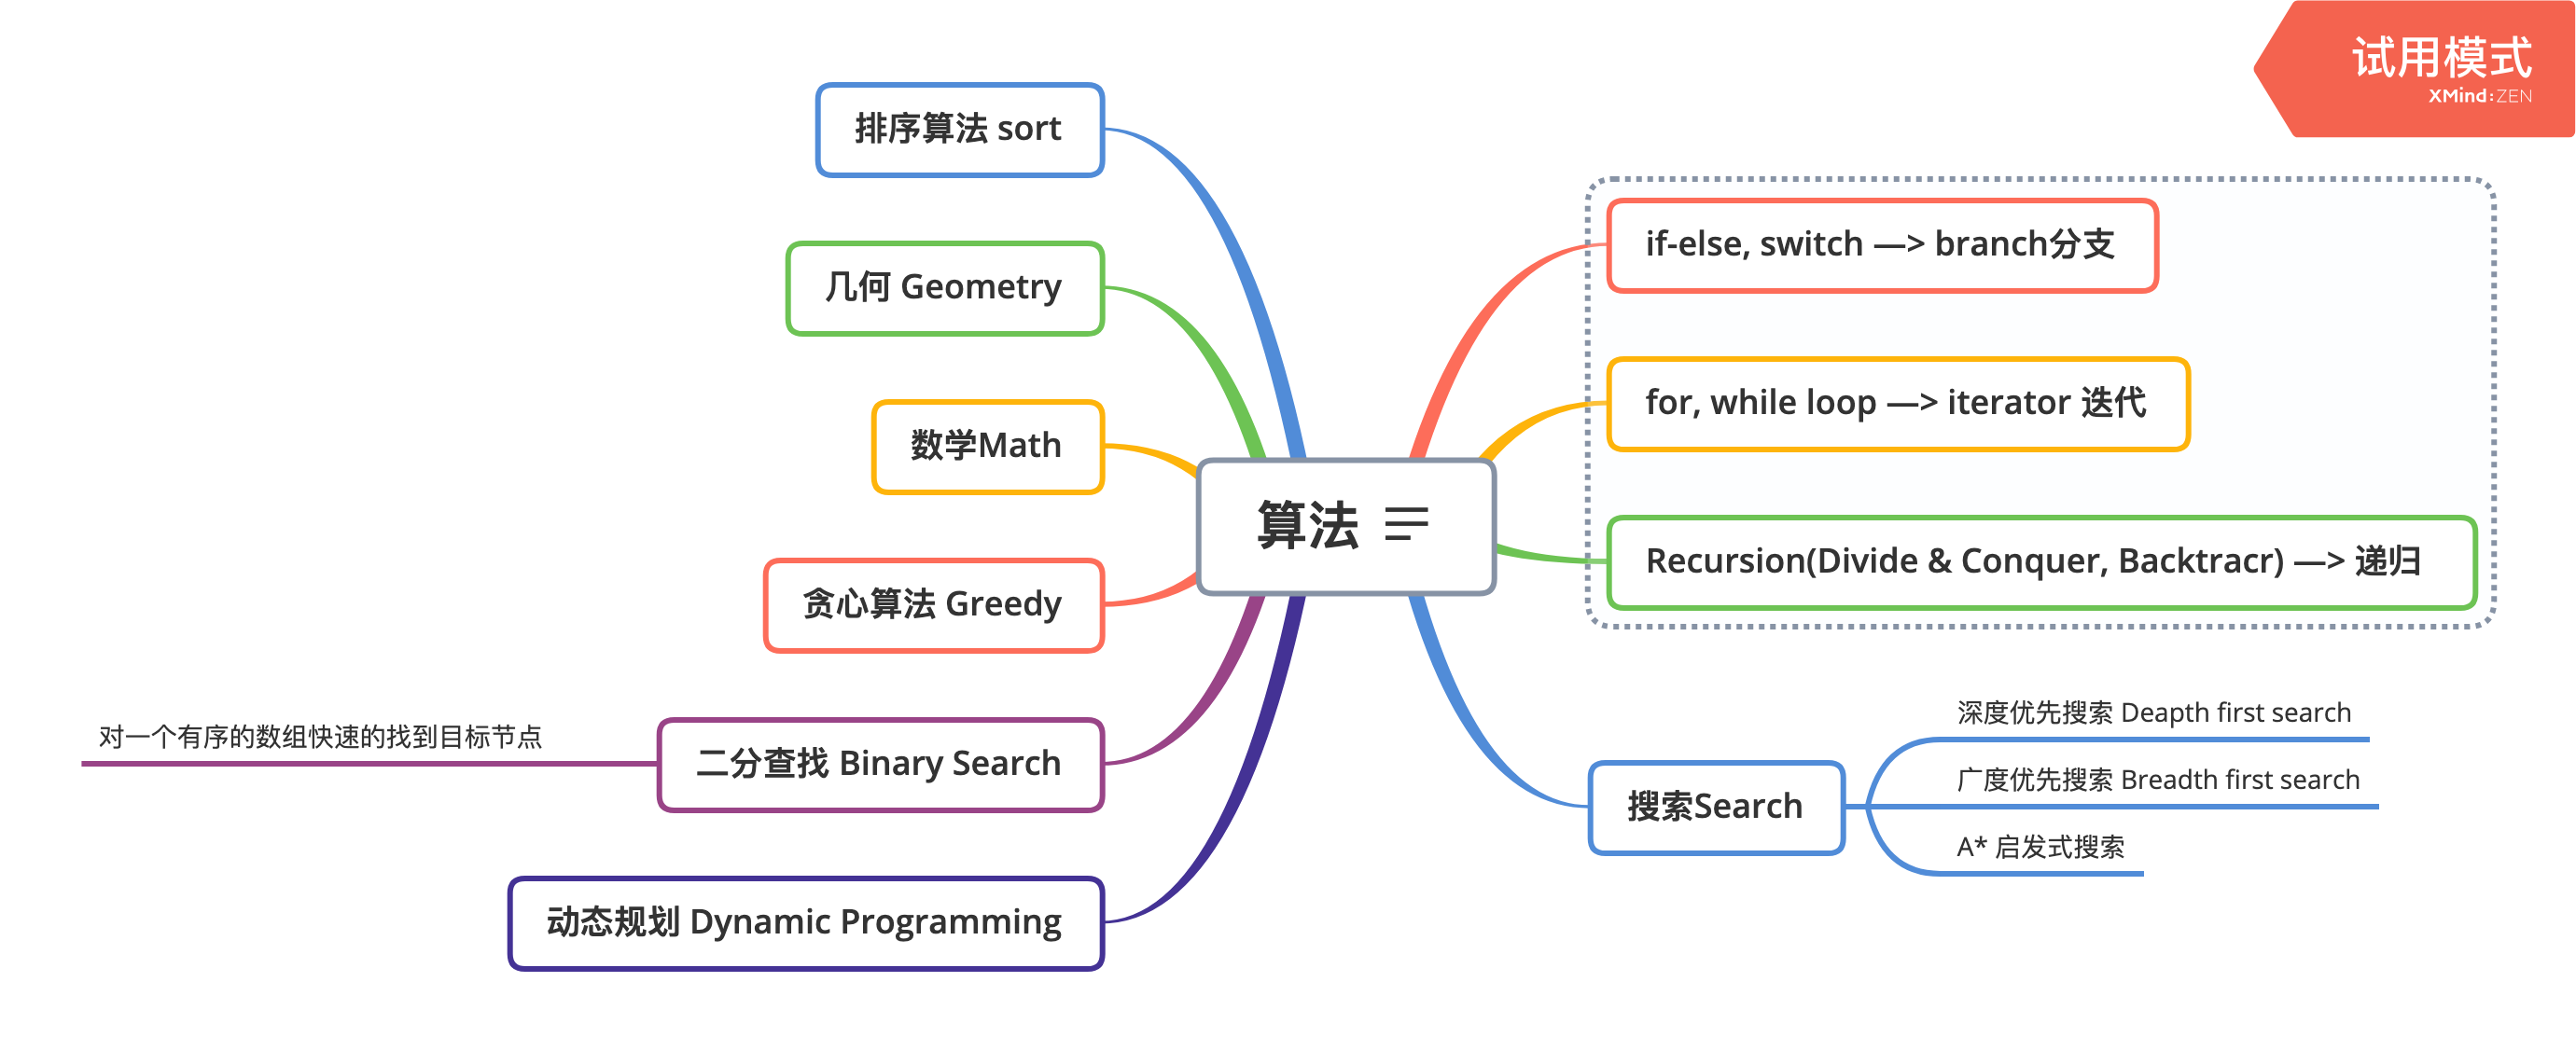 试用模式
XMind:ZEN
排序算法 sort
几何 Geometry
数学Math
贪心算法 Greedy
二分查找 Binary Search
对一个有序的数组快速的找到目标节点
动态规划 Dynamic Programming
算法
if-else, switch —> branch分支
for, while loop —> iterator 迭代
Recursion(Divide & Conquer, Backtracr) —> 递归
搜索Search
深度优先搜索 Deapth first search
广度优先搜索 Breadth first search
A* 启发式搜索